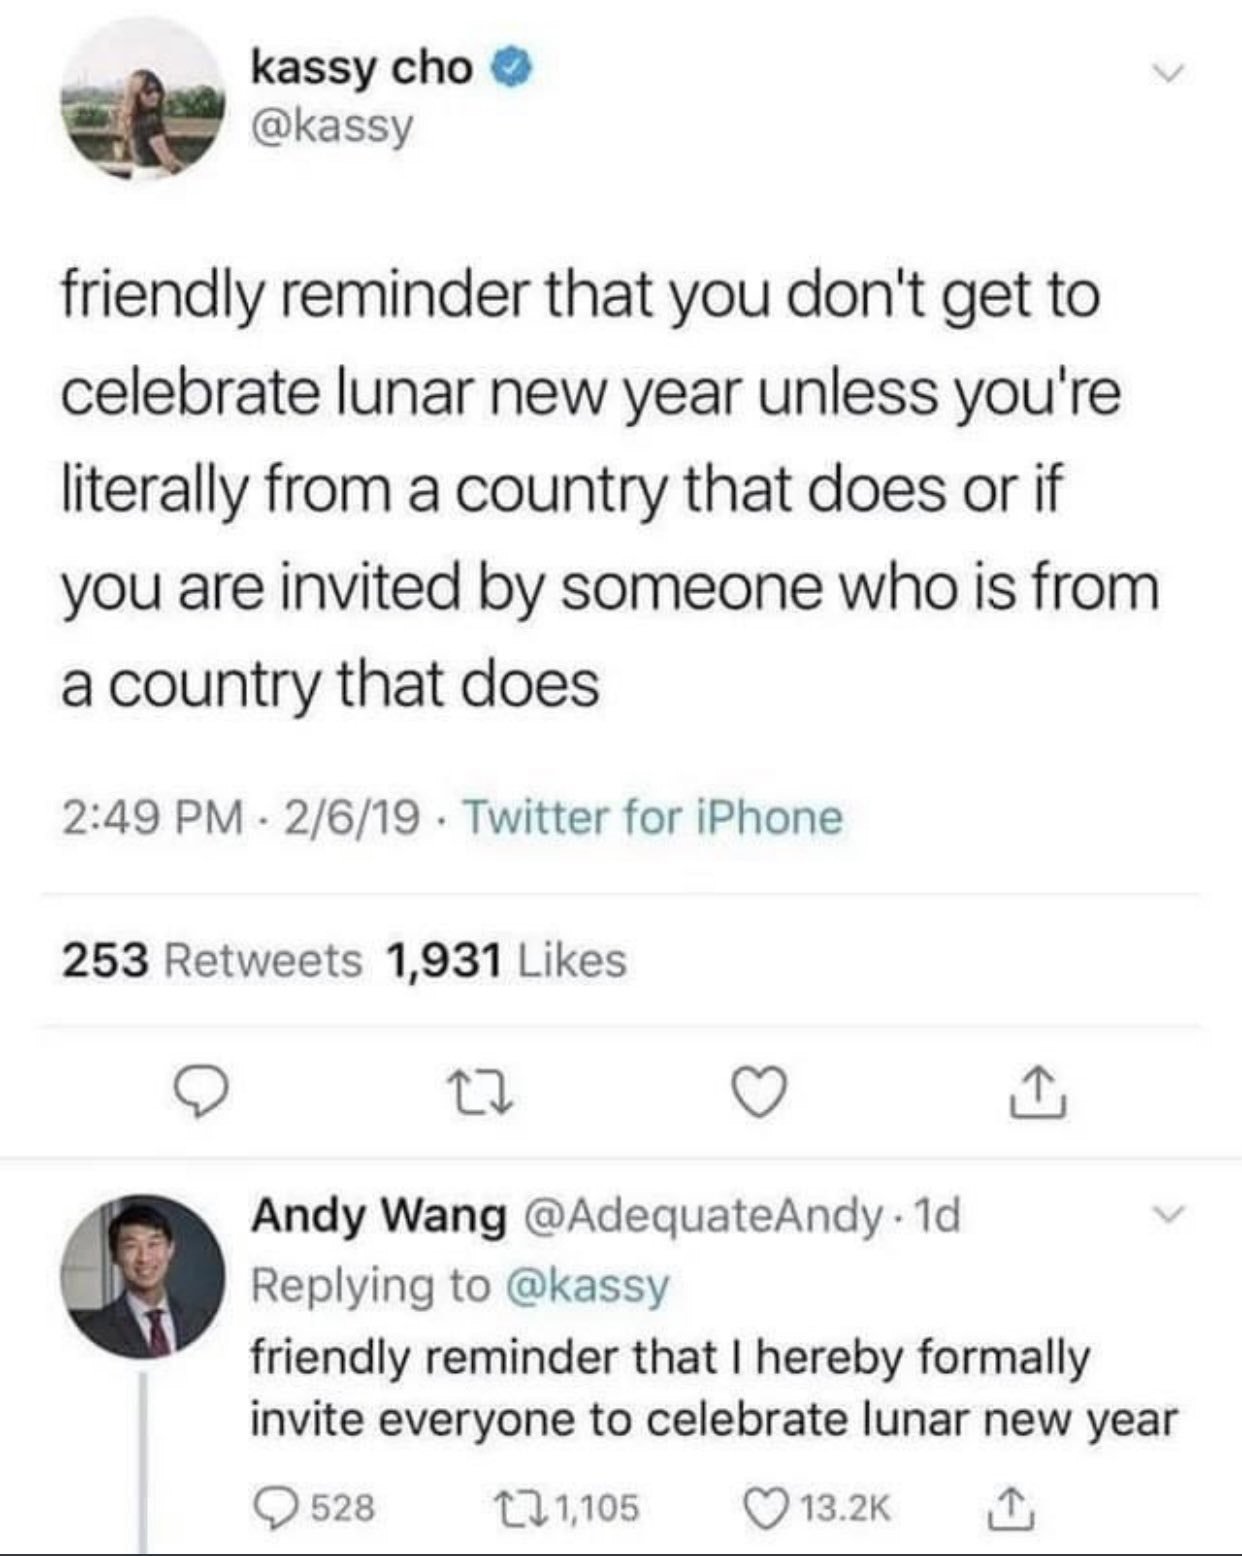 kassy cho
@kassy
friendly reminder that you don't get to
celebrate lunar new year unless you're
literally from a country that does or if
you are invited by someone who is from
a country that does
2:49 PM · 2/6/19 · Twitter for iPhone
253 Retweets 1,931 Likes
Andy Wang @AdequateAndy · 1d
Replying to @kassy
friendly reminder that I hereby formally
invite everyone to celebrate lunar new year
528 1,105 13.2K